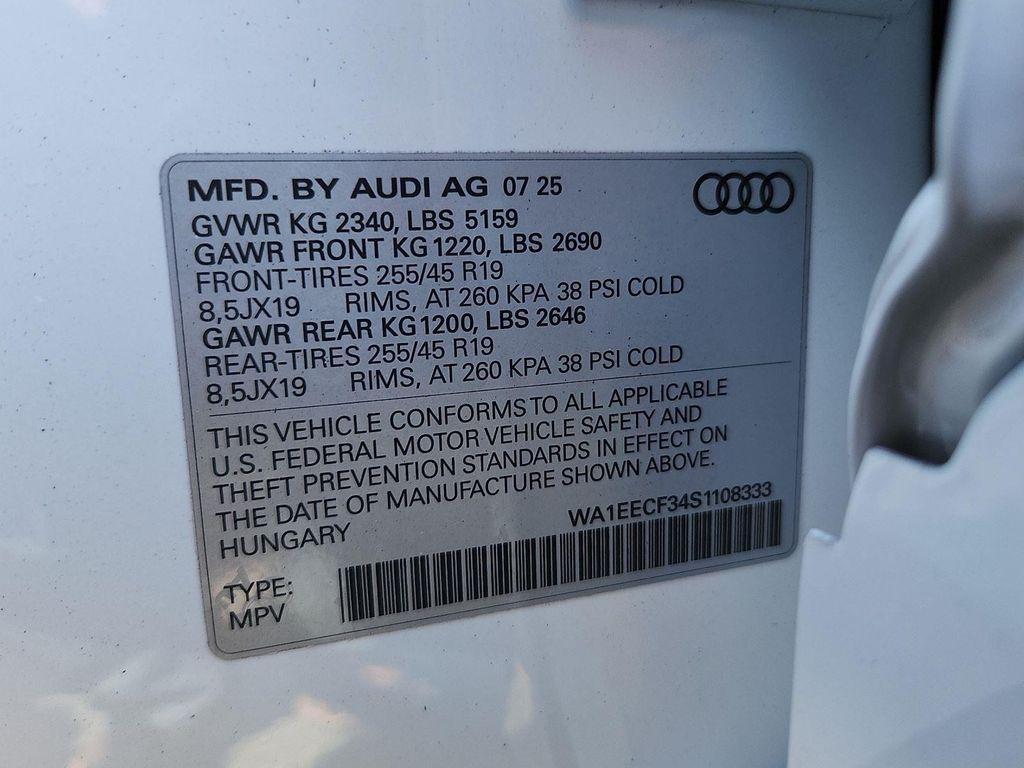 MFD. BY AUDI AG 07 25
GVWR KG 2340, LBS 5159
GAWR FRONT KG 1220, LBS 2690
FRONT-TIRES 255/45 R19
8,5JX19 RIMS, AT 260 KPA 38 PSI COLD
GAWR REAR KG 1200, LBS 2646
REAR-TIRES 255/45 R19
8,5JX19 RIMS, AT 260 KPA 38 PSI COLD
THIS VEHICLE CONFORMS TO ALL APPLICABLE
U.S. FEDERAL MOTOR VEHICLE SAFETY AND
THEFT PREVENTION STANDARDS IN EFFECT ON
THE DATE OF MANUFACTURE SHOWN ABOVE.
HUNGARY WA1EECF34S1108333
TYPE:
MPV